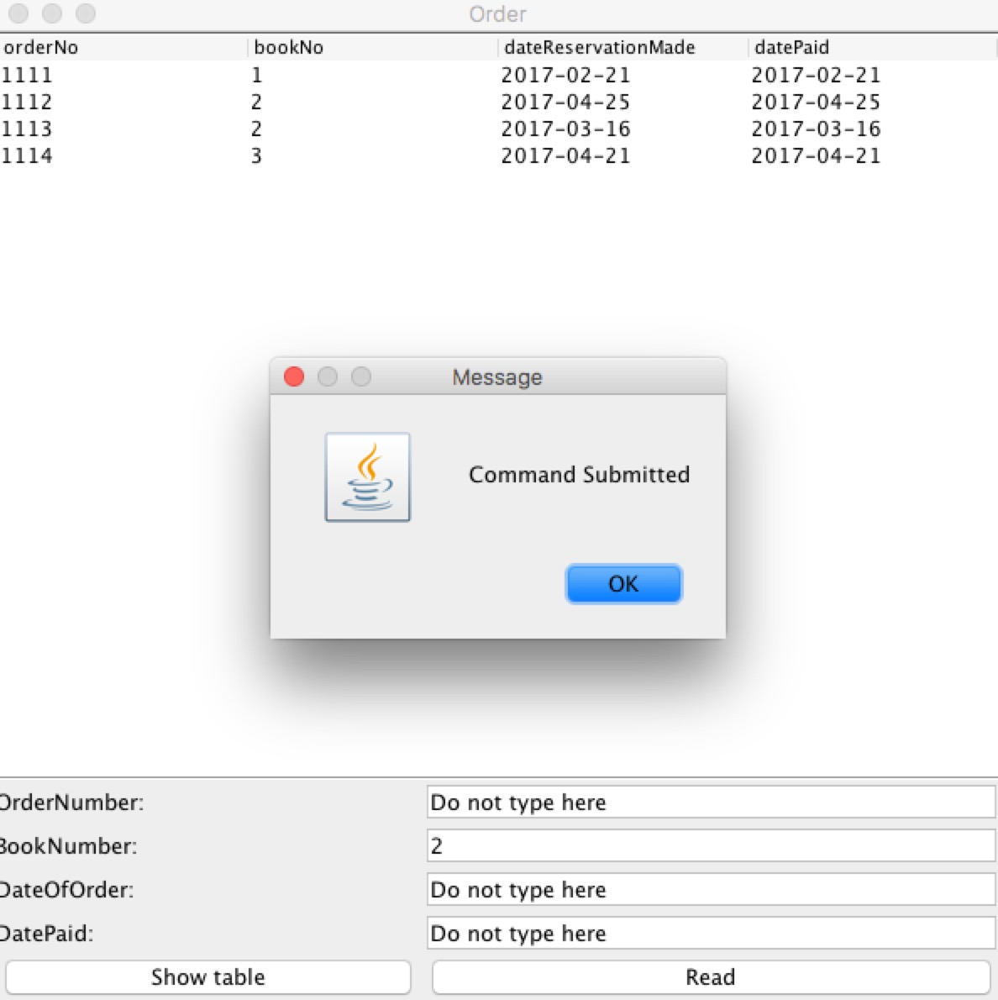 Order
orderNo bookNo dateReservationMade datePaid
1111 1 2017-02-21 2017-02-21
1112 2 2017-04-25 2017-04-25
1113 2 2017-03-16 2017-03-16
1114 3 2017-04-21 2017-04-21
Message
Command Submitted
OK
OrderNumber: Do not type here
BookNumber: 2
DateOfOrder: Do not type here
DatePaid: Do not type here
Show table Read